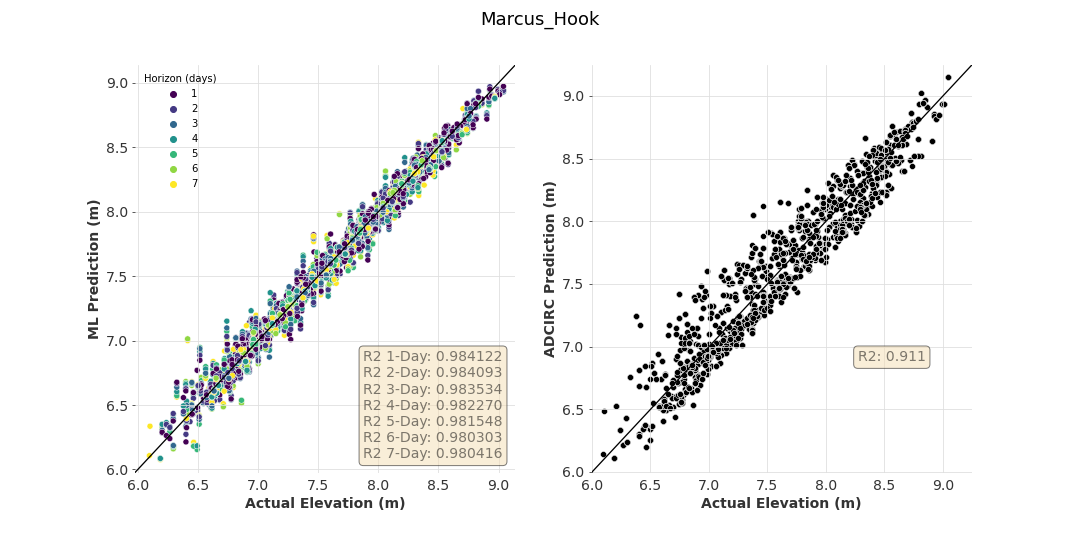 Marcus_Hook
ML Prediction (m)
9.0
8.5
8.0
7.5
7.0
6.5
6.0
Horizon (days)
1
2
3
4
5
6
7
R2 1-Day: 0.984122
R2 2-Day: 0.984093
R2 3-Day: 0.983534
R2 4-Day: 0.982270
R2 5-Day: 0.981548
R2 6-Day: 0.980303
R2 7-Day: 0.980416
6.0 6.5 7.0 7.5 8.0 8.5 9.0
Actual Elevation (m)
ADCIRC Prediction (m)
9.0
8.5
8.0
7.5
7.0
6.5
6.0
R2: 0.911
6.0 6.5 7.0 7.5 8.0 8.5 9.0
Actual Elevation (m)